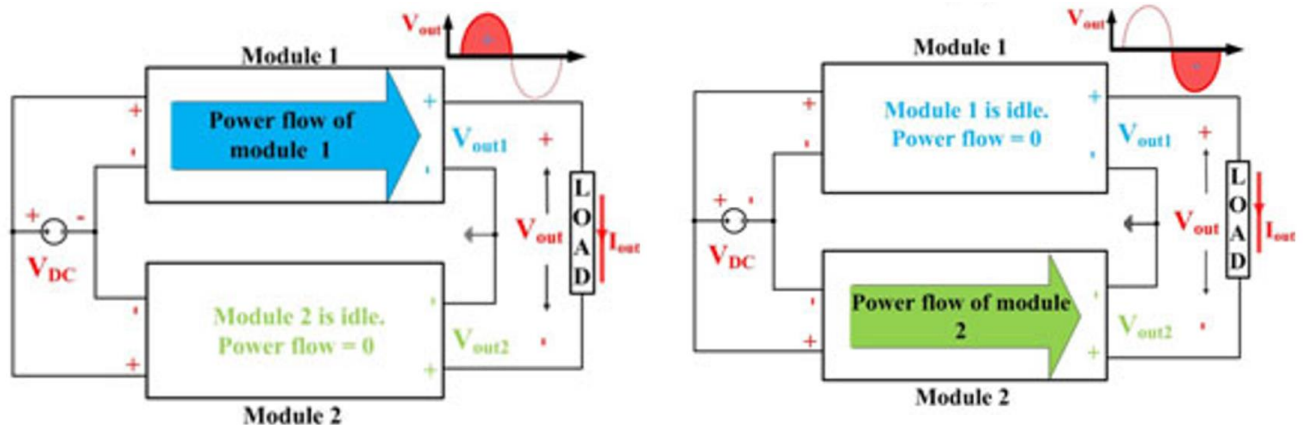 Vout
Module 1
+
Power flow of
module 1
+
-
Vout1
-
+
+ -
VDC
Vout
LOAD
Iout
-
Module 2 is idle.
Power flow = 0
-
Vout2
-
+
+
Module 2
Vout
Module 1
+
Module 1 is idle.
Power flow = 0
+
-
Vout1
-
+
+ -
VDC
Vout
LOAD
Iout
-
Power flow of module
2
-
Vout2
-
+
+
Module 2